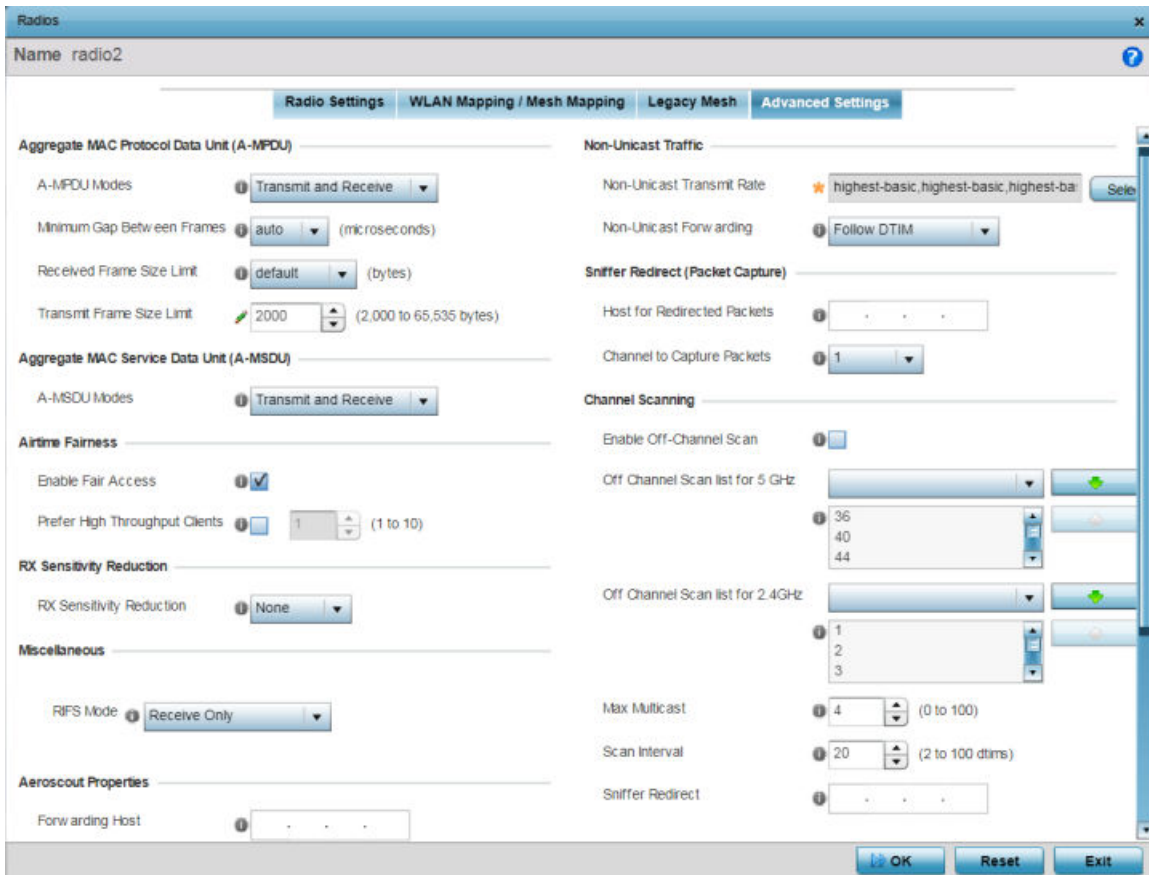 Radios
Name radio2
Radio Settings
WLAN Mapping / Mesh Mapping
Legacy Mesh
Advanced Settings
Aggregate MAC Protocol Data Unit (A-MPDU)
A-MPDU Modes
Transmit and Receive
Minimum Gap Between Frames
auto
(microseconds)
Received Frame Size Limit
default
(bytes)
Transmit Frame Size Limit
2000
(2,000 to 65,535 bytes)
Aggregate MAC Service Data Unit (A-MSDU)
A-MSDU Modes
Transmit and Receive
Airtime Fairness
Enable Fair Access
Prefer High Throughput Clients
1
(1 to 10)
RX Sensitivity Reduction
RX Sensitivity Reduction
None
Miscellaneous
RIFS Mode
Receive Only
Aeroscout Properties
Forwarding Host
. . .
Non-Unicast Traffic
Non-Unicast Transmit Rate
highest-basic,highest-basic,highest-ba
Selec
Non-Unicast Forwarding
Follow DTIM
Sniffer Redirect (Packet Capture)
Host for Redirected Packets
. . .
Channel to Capture Packets
1
Channel Scanning
Enable Off-Channel Scan
Off Channel Scan list for 5 GHz
36
40
44
Off Channel Scan list for 2.4GHz
1
2
3
Max Multicast
4
(0 to 100)
Scan Interval
20
(2 to 100 dtims)
Sniffer Redirect
. . .
OK
Reset
Exit